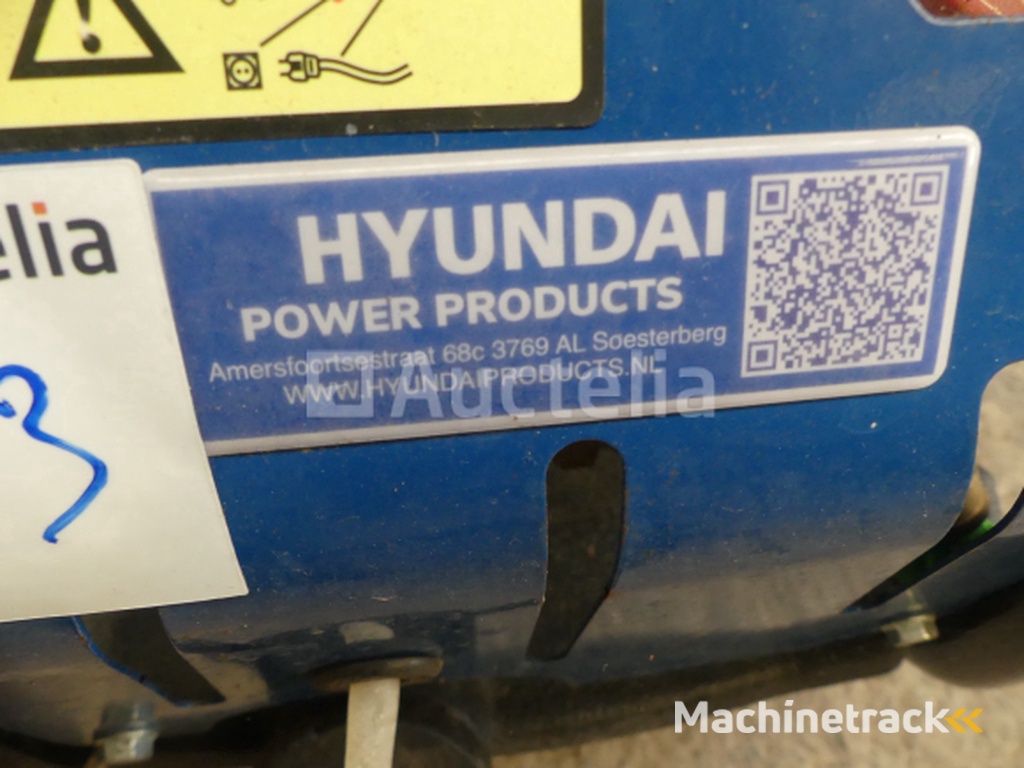 elia
HYUNDAI
POWER PRODUCTS
Amersfoortsestraat 68c 3769 AL Soesterberg
WWW.HYUNDAIPRODUCTS.NL
Auctelia
Machinetrack